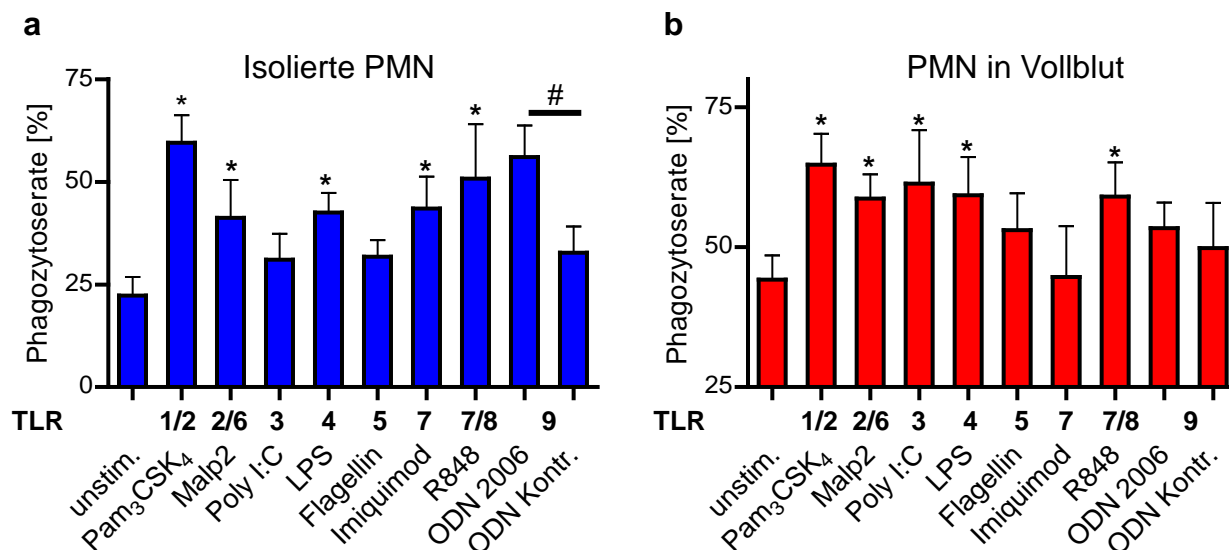 a
Isolierte PMN
Phagozytoserate [%]
75
50
25
0
* * * * * #
TLR 1/2 2/6 3 4 5 7 7/8 9
unstim.
Pam3CSK4
Malp2
Poly I:C
LPS
Flagellin
Imiquimod
R848
ODN 2006
ODN Kontr.
b
PMN in Vollblut
Phagozytoserate [%]
75
50
25
* * * * *
TLR 1/2 2/6 3 4 5 7 7/8 9
unstim.
Pam3CSK4
Malp2
Poly I:C
LPS
Flagellin
Imiquimod
R848
ODN 2006
ODN Kontr.